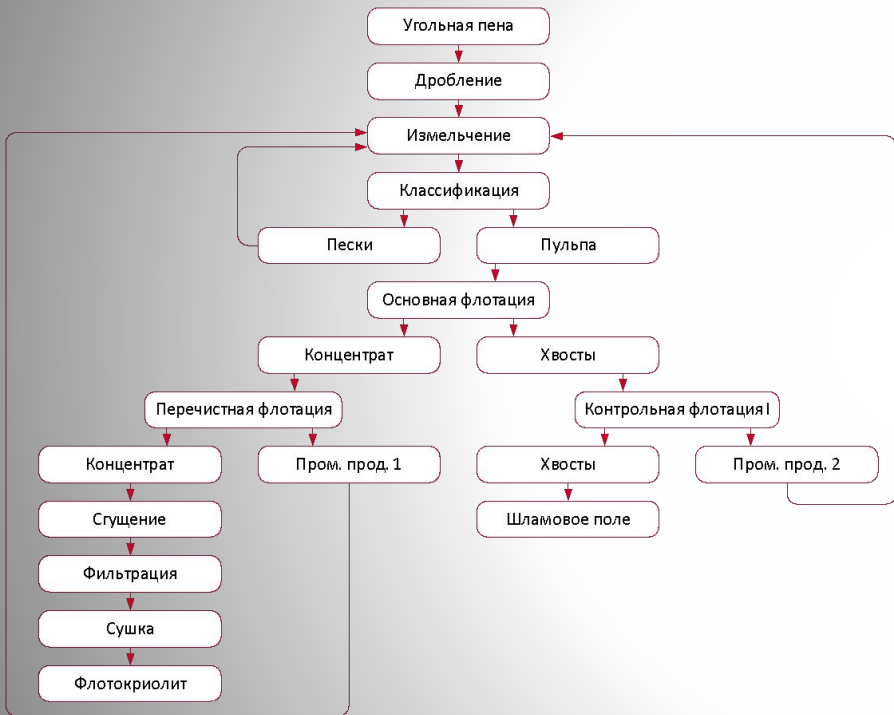 Угольная пена
Дробление
Измельчение
Классификация
Пески
Пульпа
Основная флотация
Концентрат
Хвосты
Перечистная флотация
Контрольная флотация I
Концентрат
Пром. прод. 1
Хвосты
Пром. прод. 2
Сгущение
Шламовое поле
Фильтрация
Сушка
Флотокриолит